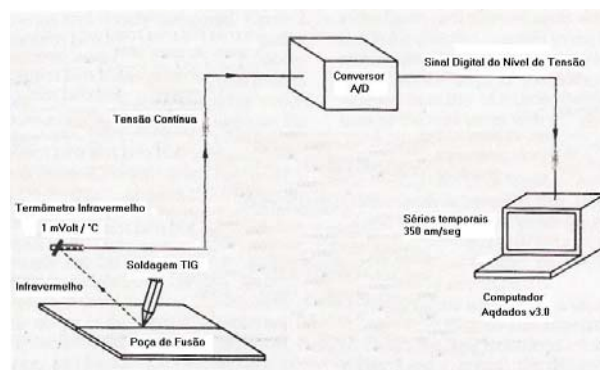 Conversor
A/D
Sinal Digital do Nível de Tensão
Tensão Contínua
Termômetro Infravermelho
1 mVolt / °C
Séries temporais
350 am/seg
Soldagem TIG
Infravermelho
Computador
Aqdados v3.0
Poça de Fusão